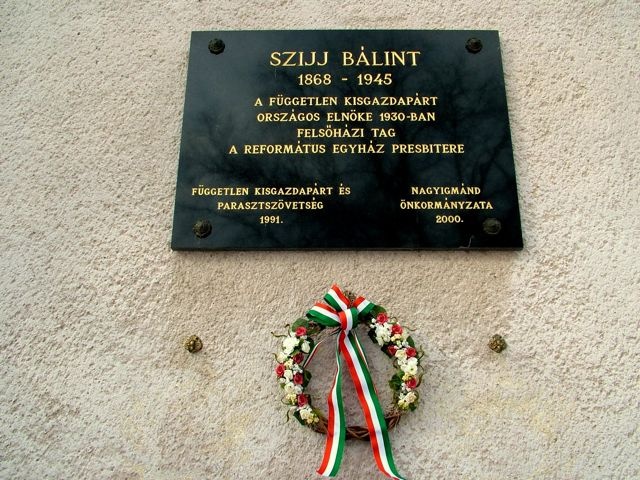 SZIJJ BÁLINT
1868 - 1945
A FÜGGETLEN KISGAZDAPÁRT
ORSZÁGOS ELNÖKE 1930-BAN
FELSŐHÁZI TAG
A REFORMÁTUS EGYHÁZ PRESBITERE
FÜGGETLEN KISGAZDAPÁRT ÉS
PARASZTSZÖVETSÉG
1991.
NAGYIGMÁND
ÖNKORMÁNYZATA
2000.